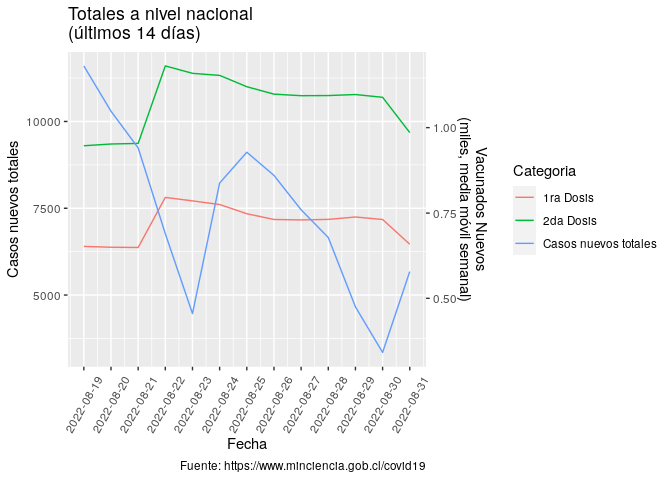 Totales a nivel nacional
(últimos 14 días)
Casos nuevos totales
10000
7500
5000
1.00
0.75
0.50
Vacunados Nuevos
(miles, media móvil semanal)
Categoria
1ra Dosis
2da Dosis
Casos nuevos totales
2022-08-19
2022-08-20
2022-08-21
2022-08-22
2022-08-23
2022-08-24
2022-08-25
2022-08-26
2022-08-27
2022-08-28
2022-08-29
2022-08-30
2022-08-31
Fecha
Fuente: https://www.minciencia.gob.cl/covid19